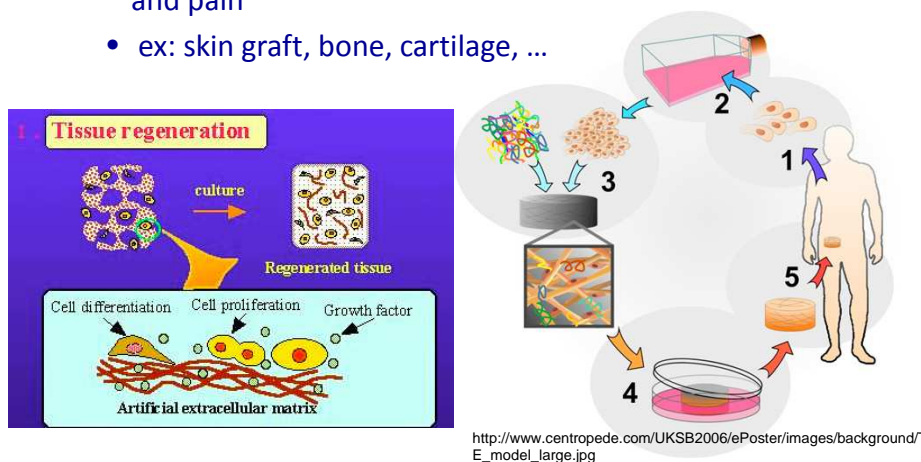 and pain
• ex: skin graft, bone, cartilage, ...
I . Tissue regeneration
culture
Regenerated tissue
Cell differentiation
Cell proliferation
Growth factor
Artificial extracellular matrix
1
2
3
4
5
http://www.centropede.com/UKSB2006/ePoster/images/background/T
E_model_large.jpg